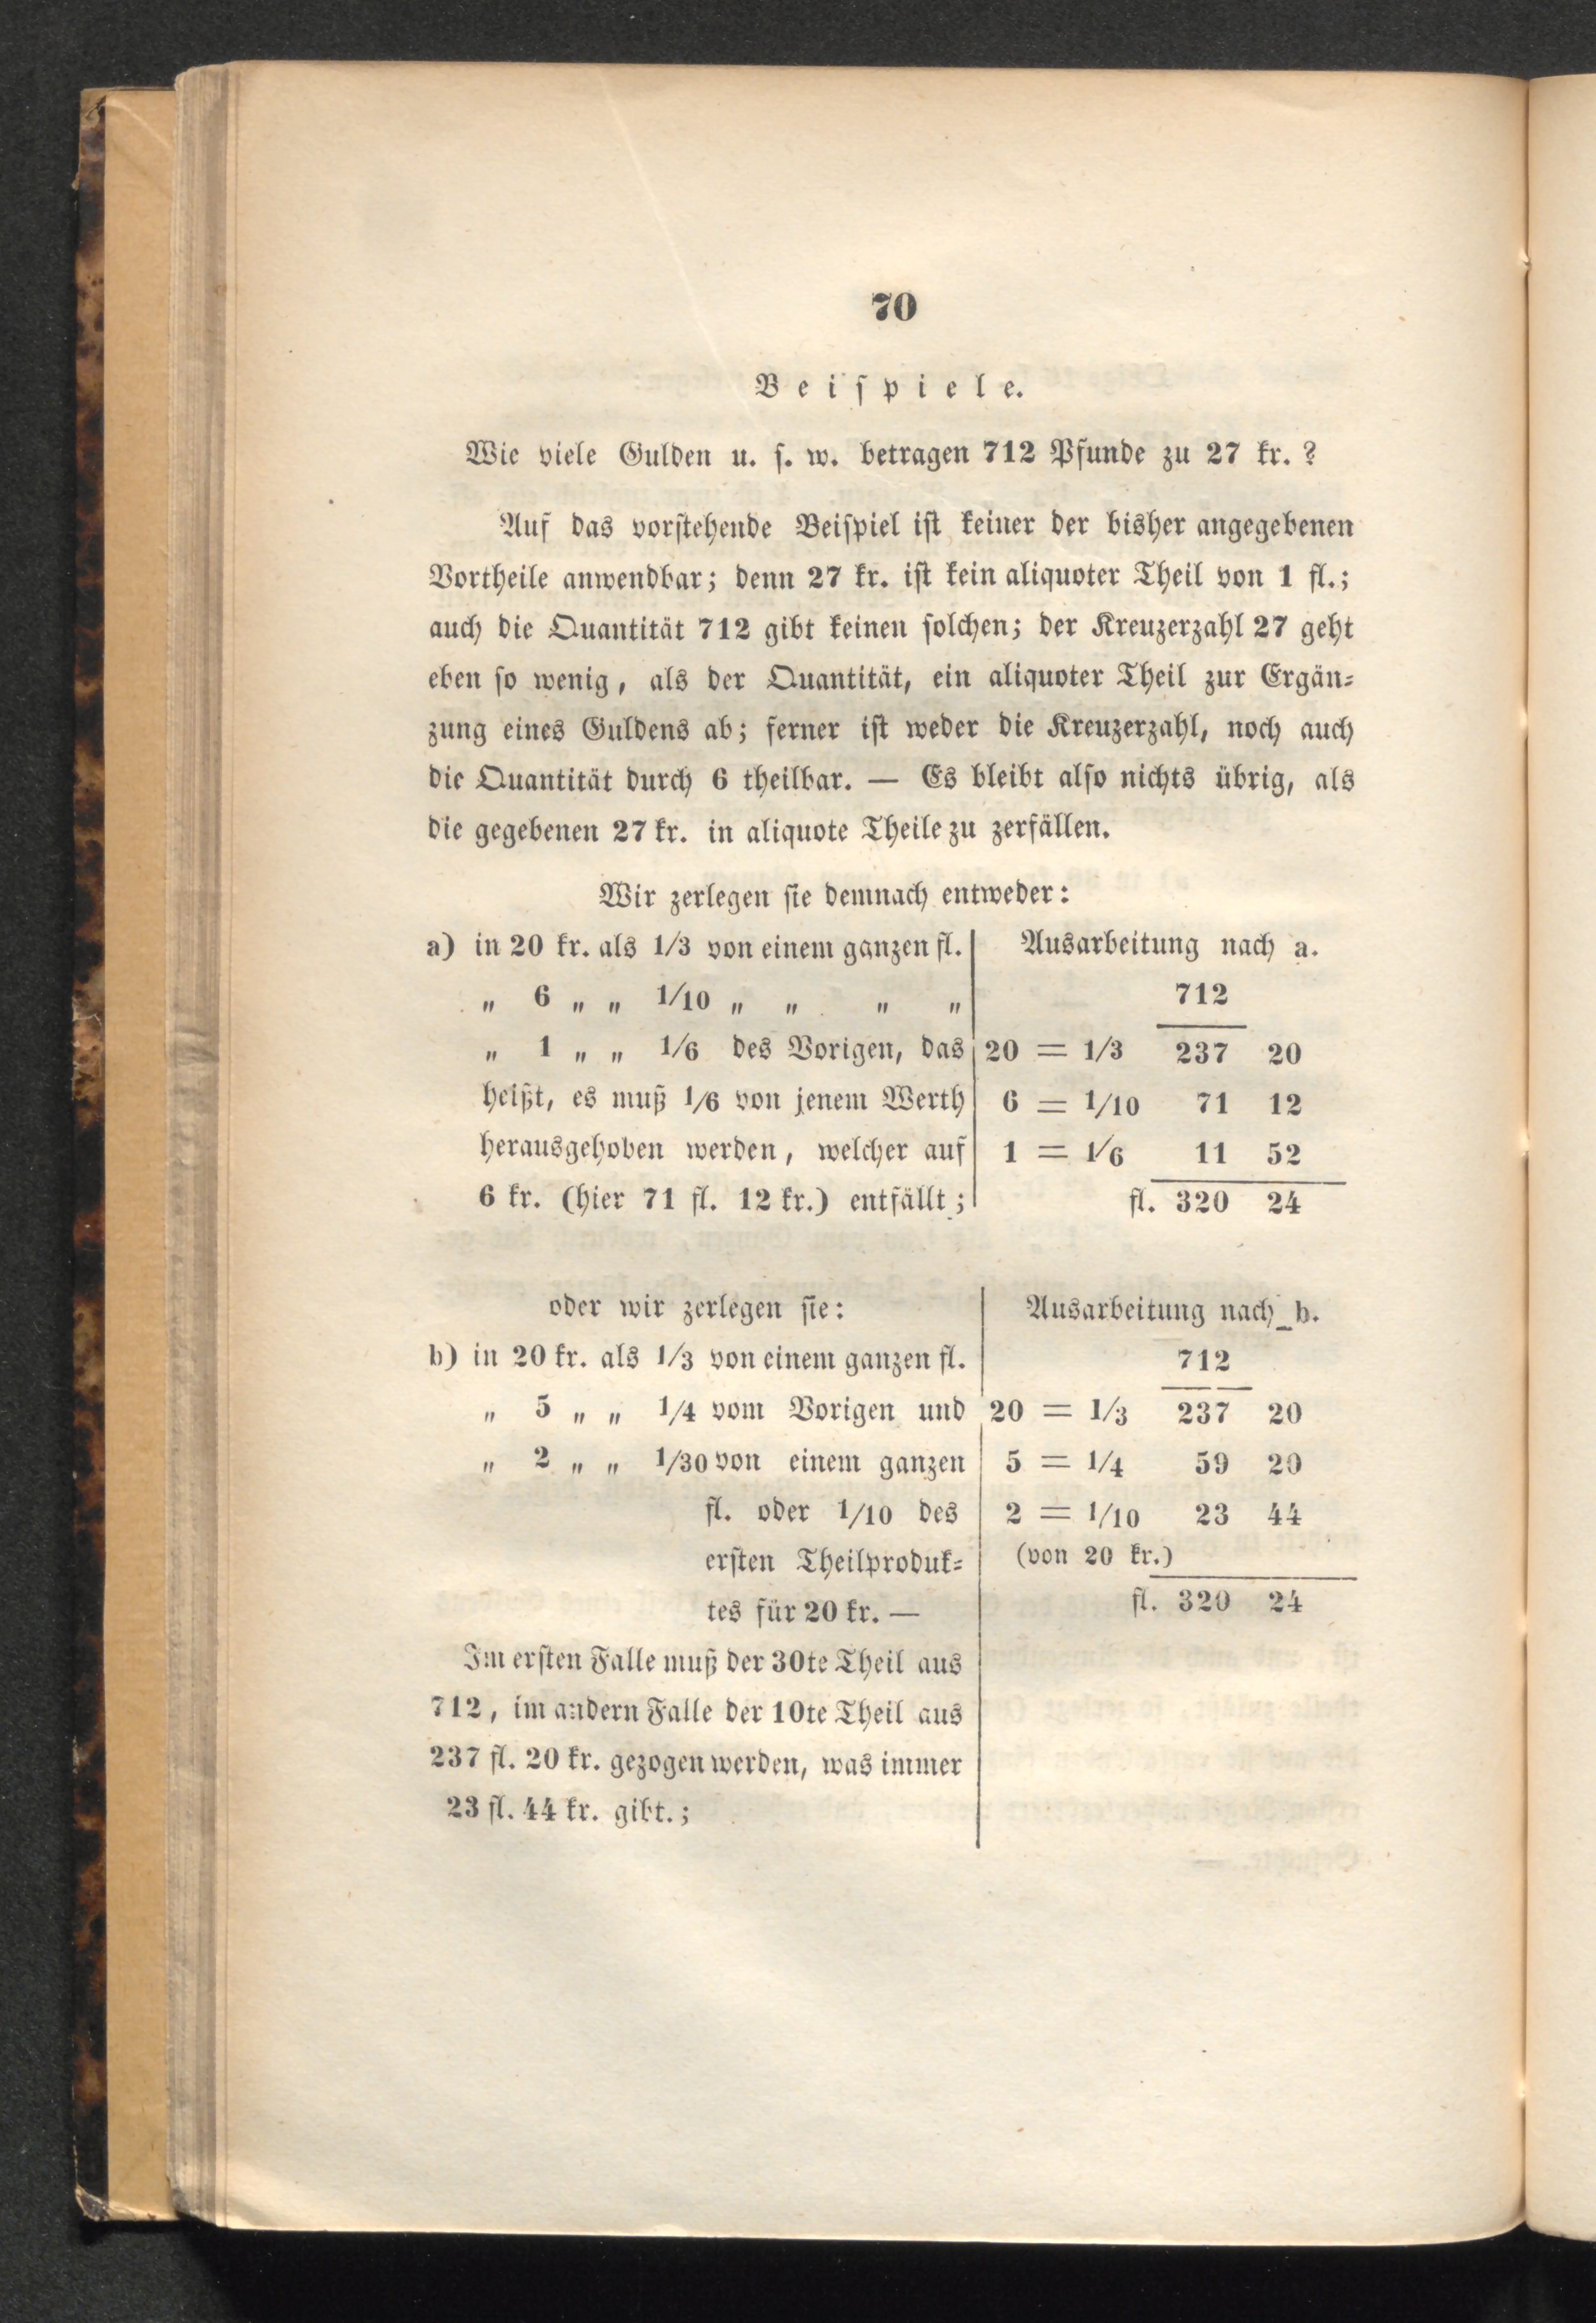 70
Beispiele.
Wie viele Gulden u. s. w. betragen 712 Pfunde zu 27 kr. ?
Auf das vorstehende Beispiel ist keiner der bisher angegebenen
Vortheile anwendbar; denn 27 kr. ist kein aliquoter Theil von 1 fl.;
auch die Quantität 712 gibt keinen solchen; der Kreuzerzahl 27 geht
eben so wenig, als der Quantität, ein aliquoter Theil zur Ergän-
zung eines Guldens ab; ferner ist weder die Kreuzerzahl, noch auch
die Quantität durch 6 theilbar. — Es bleibt also nichts übrig, als
die gegebenen 27 kr. in aliquote Theile zu zerfällen.
Wir zerlegen sie demnach entweder:
a) in 20 kr. als 1/3 von einem ganzen fl.
„ 6 „ „ 1/10 „ „ „ „
„ 1 „ „ 1/6 des Vorigen, das
heißt, es muß 1/6 von jenem Werth
herausgehoben werden, welcher auf
6 kr. (hier 71 fl. 12 kr.) entfällt;
Ausarbeitung nach a.
712
20 = 1/3 237 20
6 = 1/10 71 12
1 = 1/6 11 52
fl. 320 24
oder wir zerlegen sie:
b) in 20 kr. als 1/3 von einem ganzen fl.
„ 5 „ „ 1/4 vom Vorigen und
„ 2 „ „ 1/30 von einem ganzen
fl. oder 1/10 des
ersten Theilproduk-
tes für 20 kr. —
Im ersten Falle muß der 30te Theil aus
712, im andern Falle der 10te Theil aus
237 fl. 20 kr. gezogen werden, was immer
23 fl. 44 kr. gibt.;
Ausarbeitung nach b.
712
20 = 1/3 237 20
5 = 1/4 59 20
2 = 1/10 23 44
(von 20 kr.)
fl. 320 24